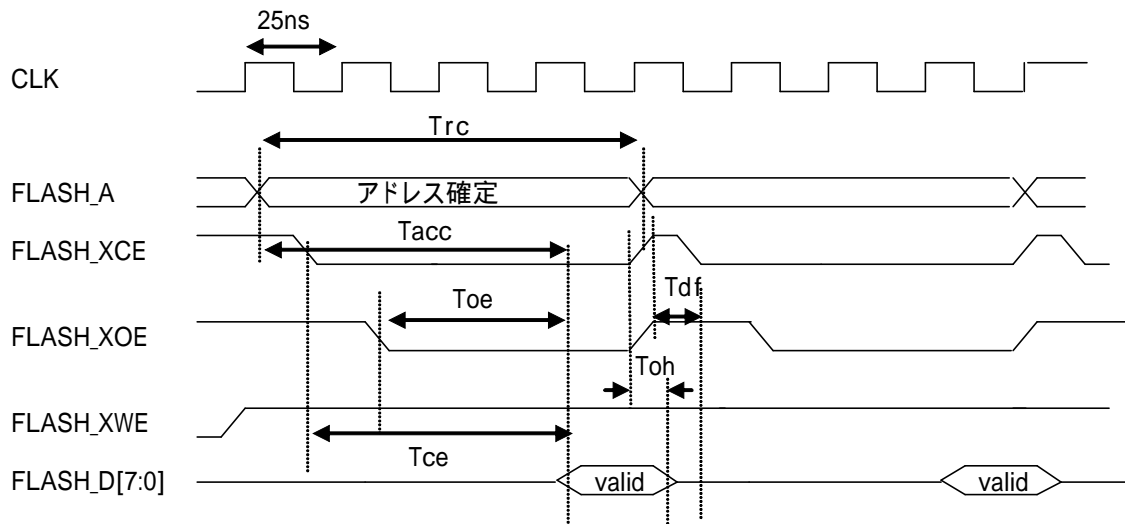 25ns
CLK
Trc
FLASH_A アドレス確定
Tacc
FLASH_XCE
Tdf
Toe
FLASH_XOE
Toh
FLASH_XWE
Tce
FLASH_D[7:0] valid valid